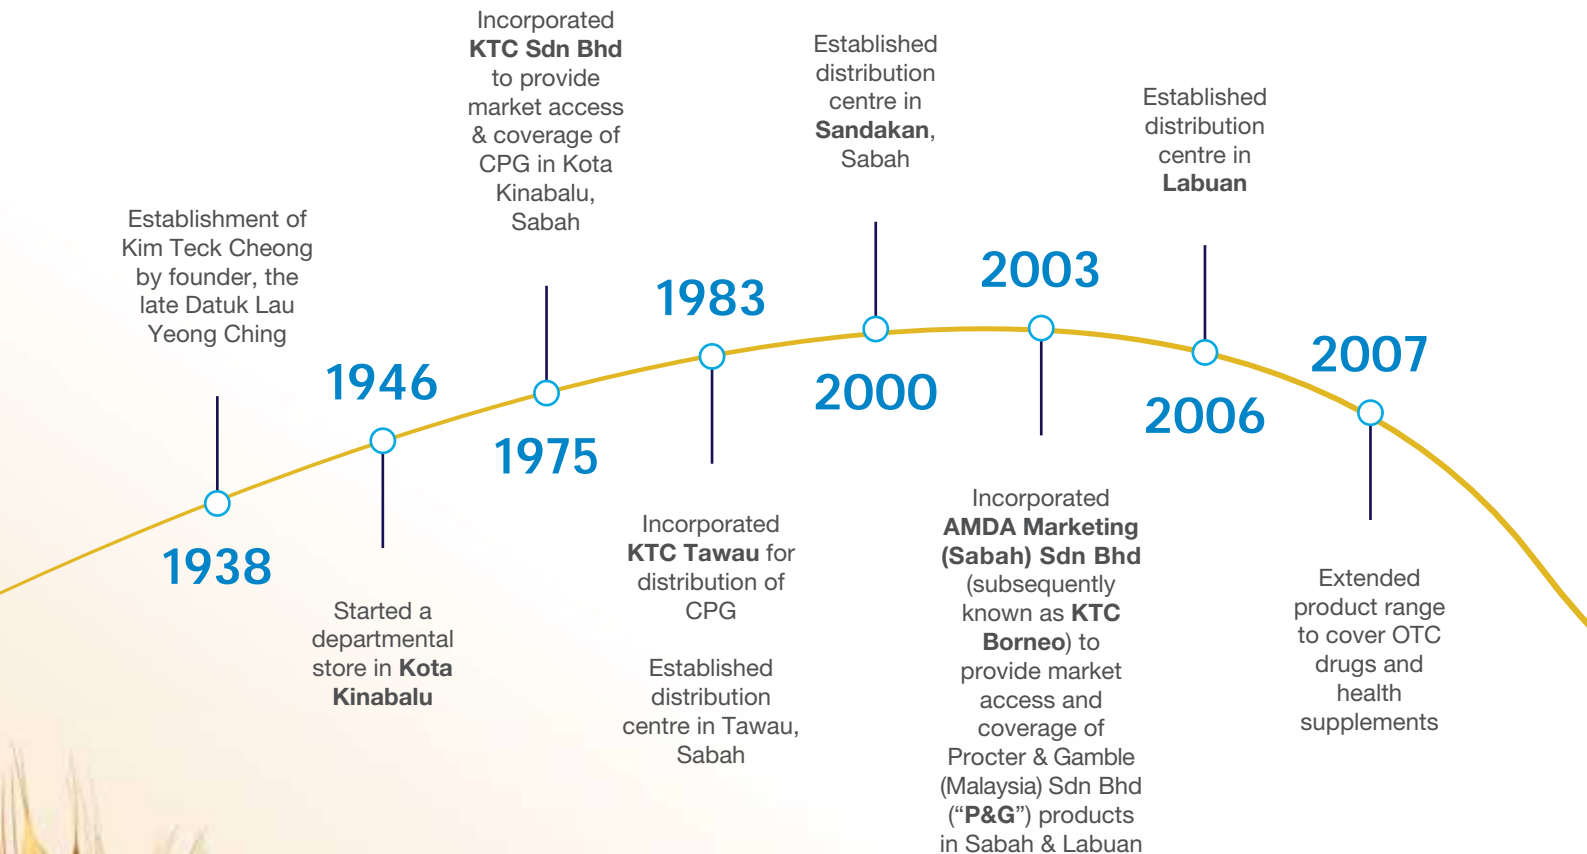 Establishment of
Kim Teck Cheong
by founder, the
late Datuk Lau
Yeong Ching
1938
1946
Started a
departmental
store in Kota
Kinabalu
Incorporated
KTC Sdn Bhd
to provide
market access
& coverage of
CPG in Kota
Kinabalu,
Sabah
1975
1983
Incorporated
KTC Tawau for
distribution of
CPG
Established
distribution
centre in Tawau,
Sabah
Established
distribution
centre in
Sandakan,
Sabah
2000
2003
Incorporated
AMDA Marketing
(Sabah) Sdn Bhd
(subsequently
known as KTC
Borneo) to
provide market
access and
coverage of
Procter & Gamble
(Malaysia) Sdn Bhd
(“P&G”) products
in Sabah & Labuan
Established
distribution
centre in
Labuan
2006
2007
Extended
product range
to cover OTC
drugs and
health
supplements